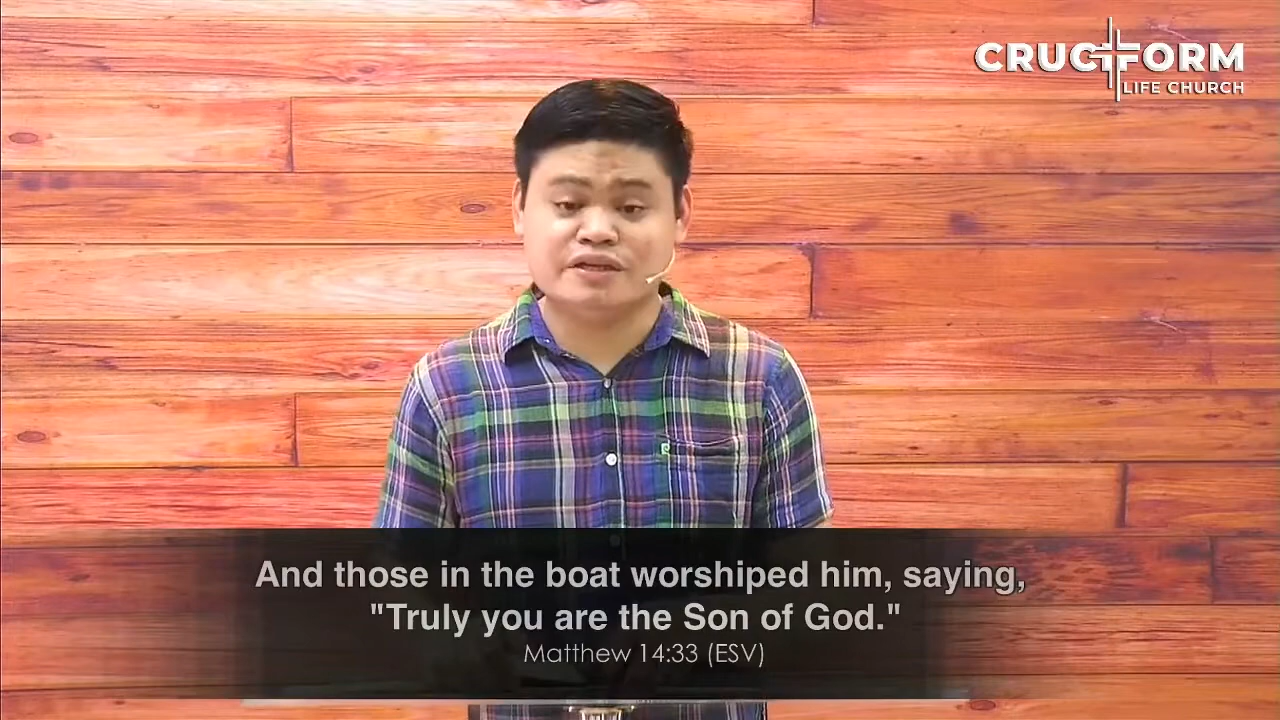 CRUCIFORM
LIFE CHURCH
And those in the boat worshiped him, saying,
"Truly you are the Son of God."
Matthew 14:33 (ESV)